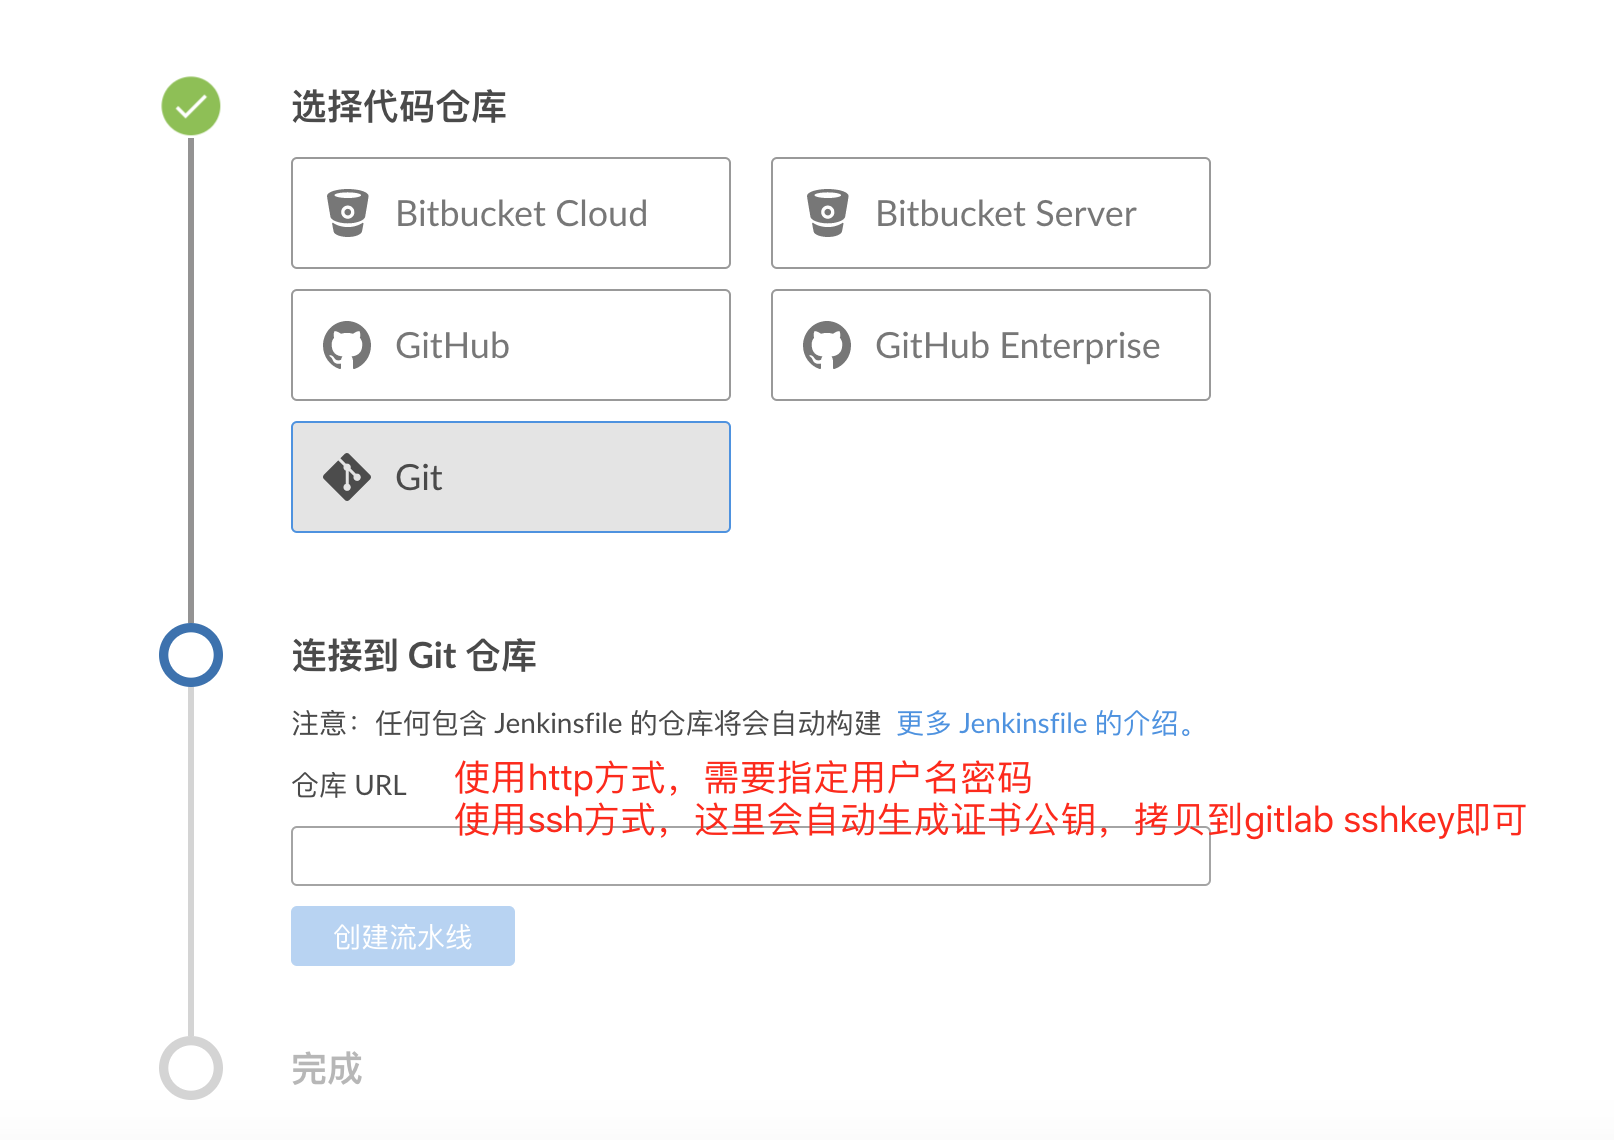 选择代码仓库
Bitbucket Cloud
Bitbucket Server
GitHub
GitHub Enterprise
Git
连接到 Git 仓库
注意：任何包含 Jenkinsfile 的仓库将会自动构建 更多 Jenkinsfile 的介绍。
仓库 URL
使用http方式，需要指定用户名密码
使用ssh方式，这里会自动生成证书公钥，拷贝到gitlab sshkey即可
创建流水线
完成